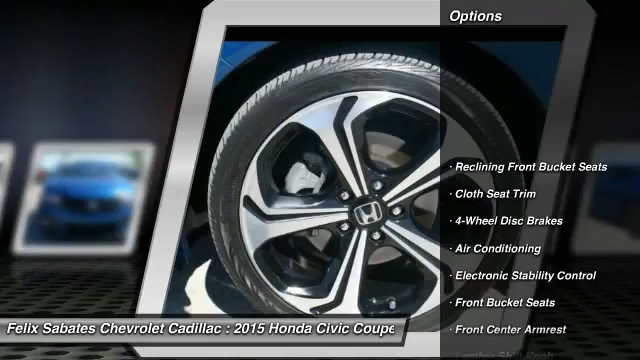 Options
· Reclining Front Bucket Seats
· Cloth Seat Trim
· 4-Wheel Disc Brakes
· Air Conditioning
· Electronic Stability Control
· Front Bucket Seats
· Front Center Armrest
Felix Sabates Chevrolet Cadillac : 2015 Honda Civic Coupe